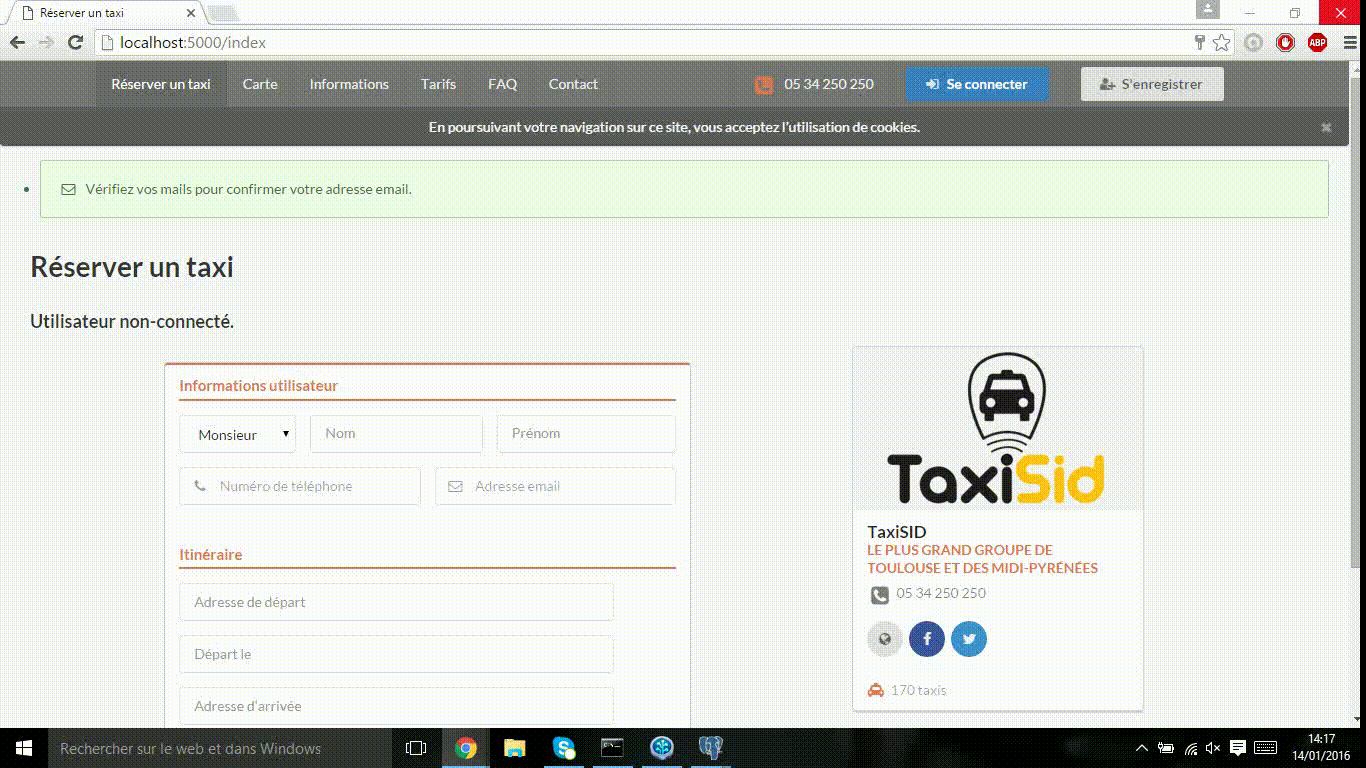 Réserver un taxi
localhost:5000/index
ABP
Réserver un taxi Carte Informations Tarifs FAQ Contact 05 34 250 250 Se connecter S'enregistrer
En poursuivant votre navigation sur ce site, vous acceptez l'utilisation de cookies.
Vérifiez vos mails pour confirmer votre adresse email.
Réserver un taxi
Utilisateur non-connecté.
Informations utilisateur
Monsieur Nom Prénom
Numéro de téléphone Adresse email
Itinéraire
Adresse de départ
Départ le
Adresse d'arrivée
TaxiSid
TaxiSID
LE PLUS GRAND GROUPE DE
TOULOUSE ET DES MIDI-PYRÉNÉES
05 34 250 250
170 taxis
Rechercher sur le web et dans Windows
14:17
14/01/2016